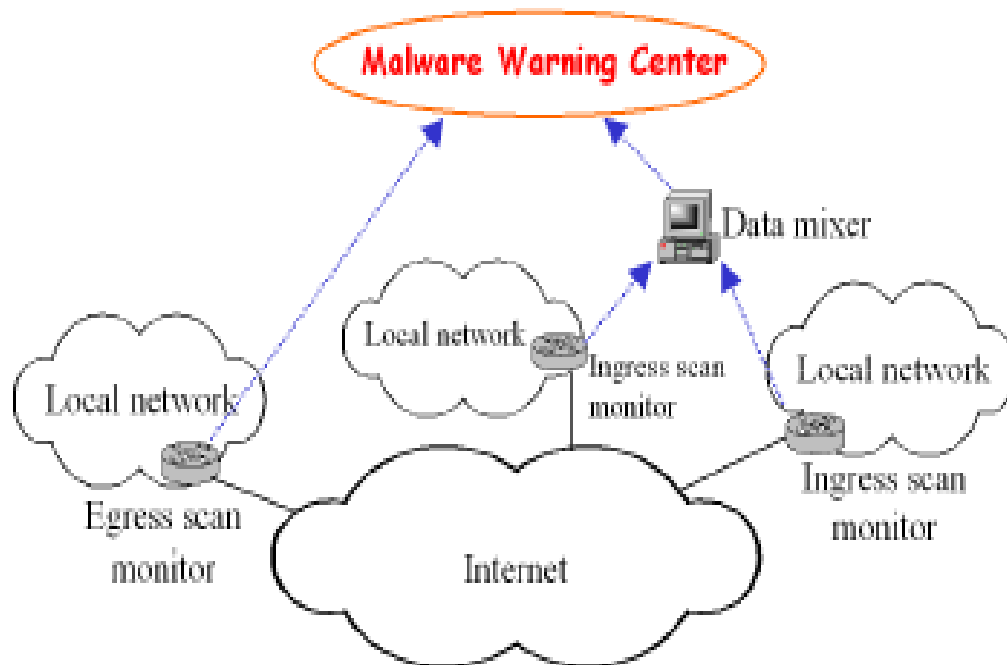 Malware Warning Center
Data mixer
Local network
Ingress scan
monitor
Local network
Local network
Egress scan
monitor
Ingress scan
monitor
Internet